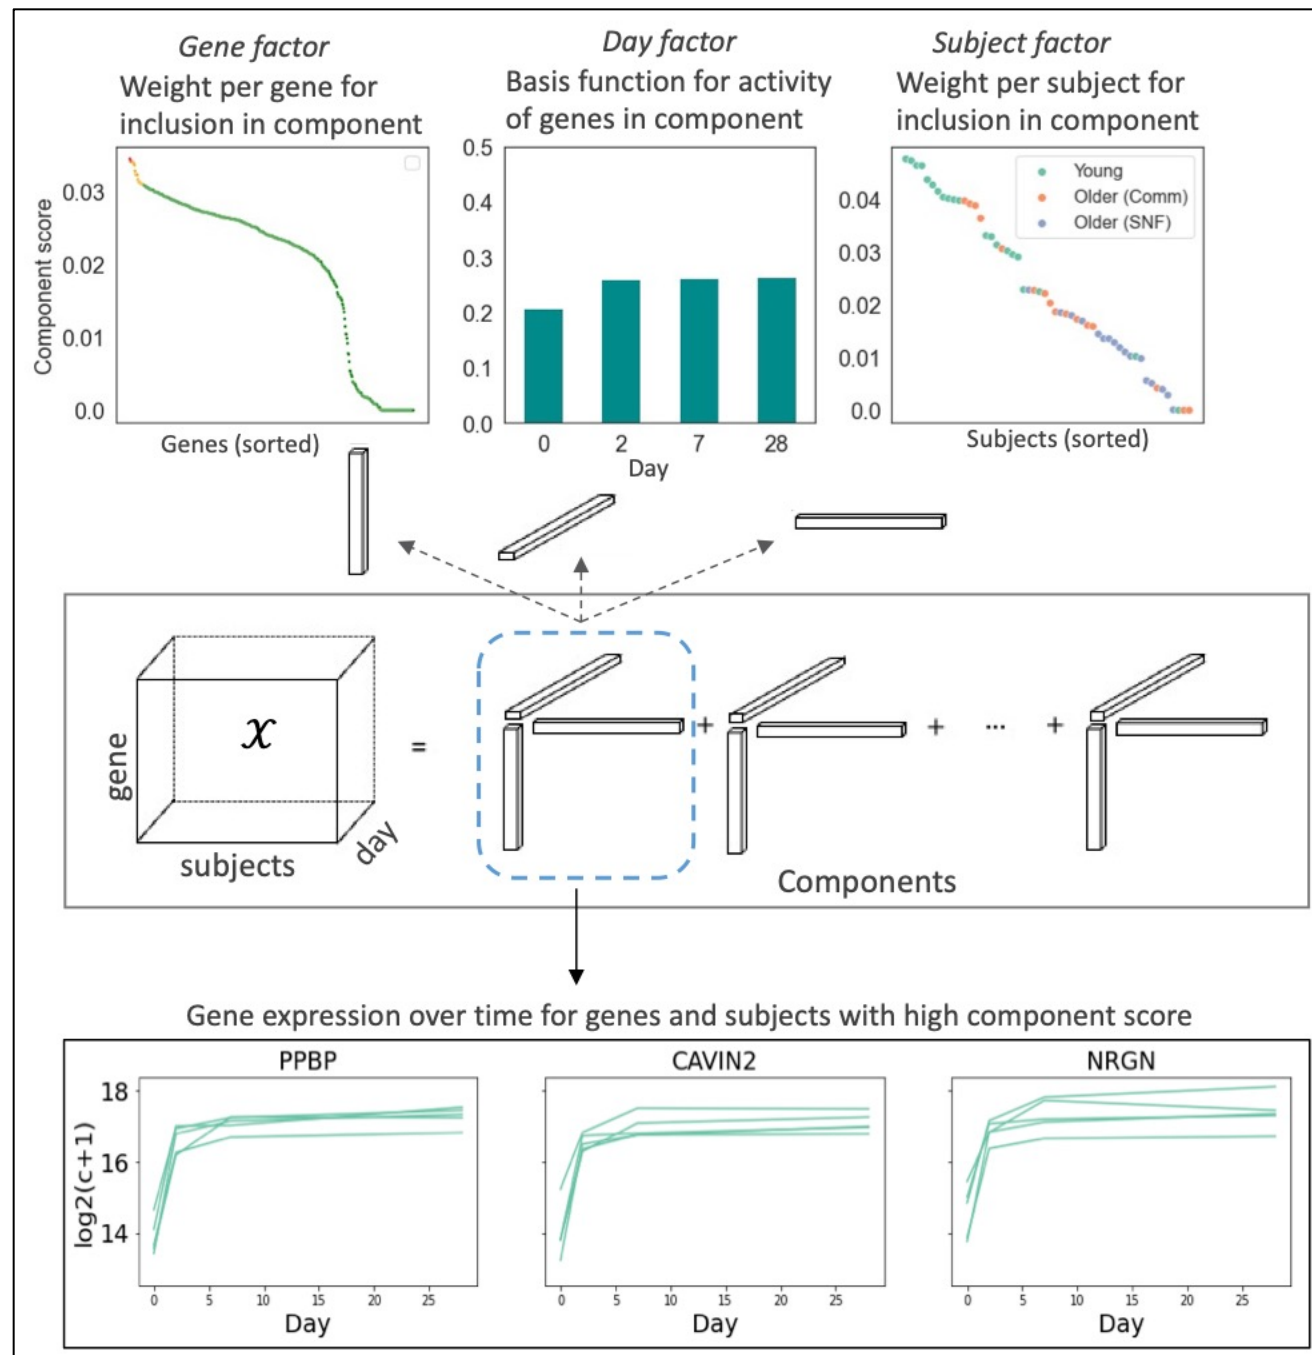 Gene factor
Weight per gene for
inclusion in component
Day factor
Basis function for activity
of genes in component
Subject factor
Weight per subject for
inclusion in component
Component score
0.03
0.02
0.01
0.0
Genes (sorted)
0.5
0.4
0.3
0.2
0.1
0.0
0 2 7 28
Day
0.04
0.03
0.02
0.01
0.0
Young
Older (Comm)
Older (SNF)
Subjects (sorted)
gene
𝒳
subjects
day
= + + ... +
Components
Gene expression over time for genes and subjects with high component score
PPBP
CAVIN2
NRGN
log2(c+1)
18
16
14
0 5 10 15 20 25
Day
0 5 10 15 20 25
Day
0 5 10 15 20 25
Day